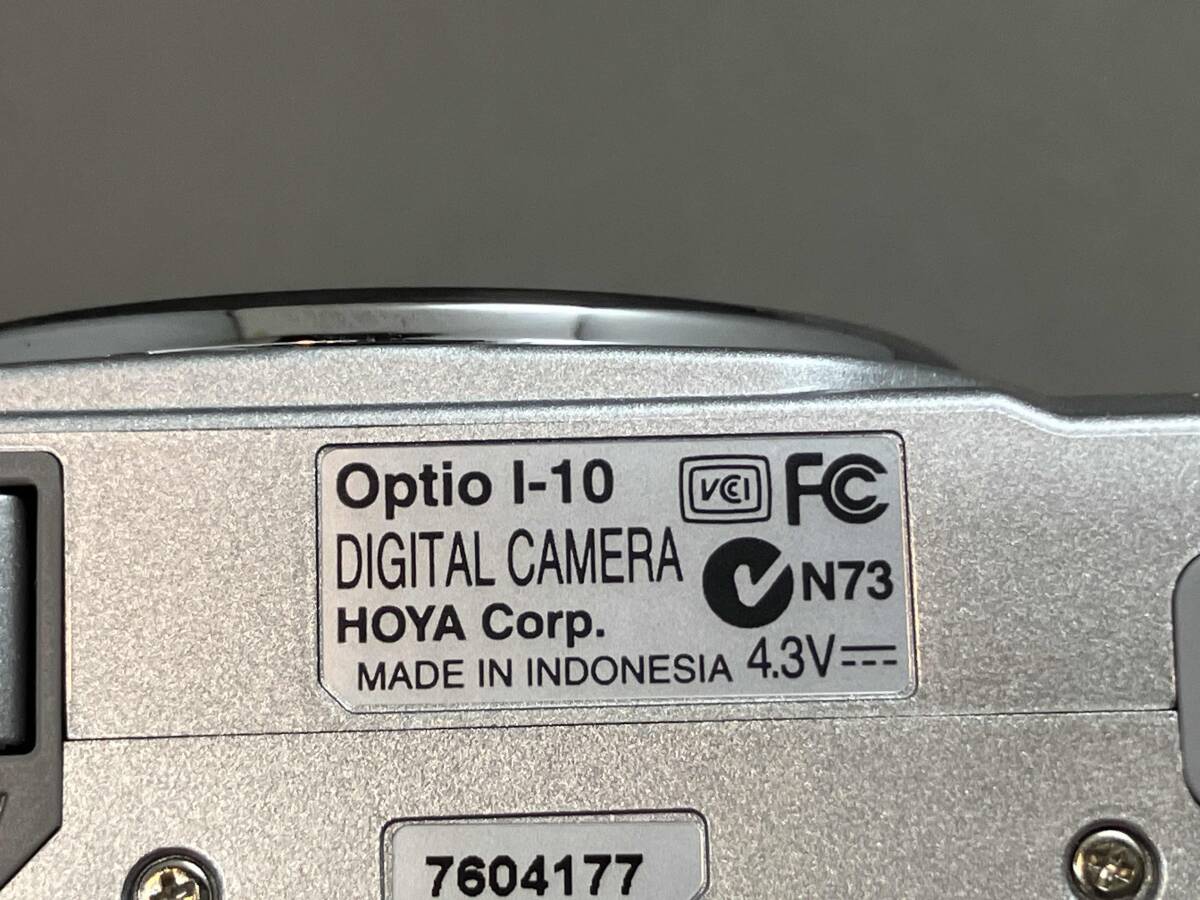 Optio I-10
VCI FC
DIGITAL CAMERA
N73
HOYA Corp.
MADE IN INDONESIA 4.3V
7604177